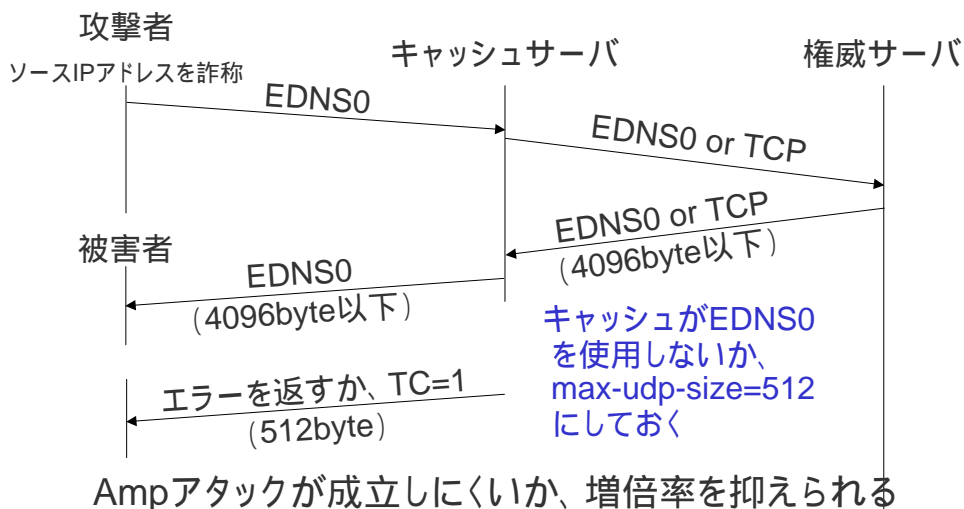 攻撃者
ソースIPアドレスを詐称
キャッシュサーバ
権威サーバ
EDNS0
EDNS0 or TCP
EDNS0 or TCP
(4096byte以下)
被害者
EDNS0
(4096byte以下)
キャッシュがEDNS0
を使用しないか、
max-udp-size=512
にしておく
エラーを返すか、TC=1
(512byte)
Ampアタックが成立しにくいか、増倍率を抑えられる